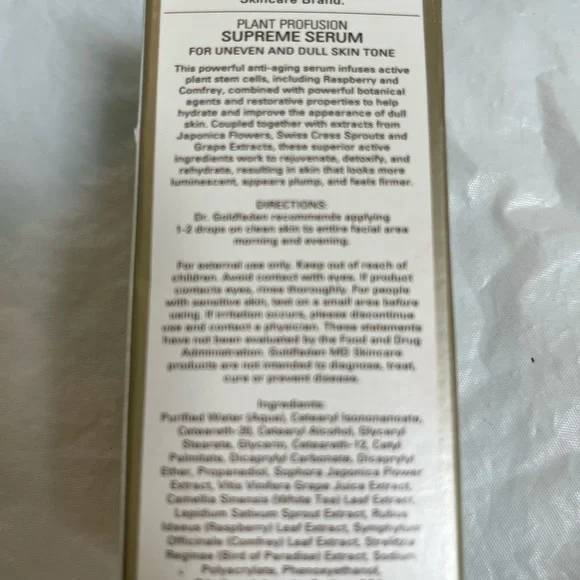 Skincare Brand.
PLANT PROFUSION
SUPREME SERUM
FOR UNEVEN AND DULL SKIN TONE
This powerful anti-aging serum infuses active
plant stem cells, including Raspberry and
Comfrey, combined with powerful botanical
agents and restorative properties to help
hydrate and improve the appearance of dull
skin. Coupled together with extracts from
Japonica Flowers, Swiss Cress Sprouts and
Grape Extracts, these superior active
ingredients work to rejuvenate, detoxify, and
rehydrate, resulting in skin that looks more
luminescent, appears plump, and feels firmer.
DIRECTIONS:
Dr. Goldfaden recommends applying
1-2 drops on clean skin to entire facial area
morning and evening.
For external use only. Keep out of reach of
children. Avoid contact with eyes. If product
contacts eyes, rinse thoroughly. For people
with sensitive skin, test on a small area before
using. If irritation occurs, please discontinue
use and contact a physician. These statements
have not been evaluated by the Food and Drug
Administration. Goldfaden MD Skincare
products are not intended to diagnose, treat,
cure or prevent disease.
Ingredients:
Purified Water (Aqua), Cetearyl Isononanoate,
Ceteareth-20, Cetearyl Alcohol, Glyceryl
Stearate, Glycerin, Ceteareth-12, Cetyl
Palmitate, Dicaprylyl Carbonate, Dicaprylyl
Ether, Propanediol, Sophora Japonica Flower
Extract, Vitis Vinifera Grape Juice Extract,
Camellia Sinensis (White Tea) Leaf Extract,
Lepidium Sativum Sprout Extract, Rubus
Idaeus (Raspberry) Leaf Extract, Symphytum
Officinale (Comfrey) Leaf Extract, Strelitzia
Reginae (Bird of Paradise) Extract, Sodium
Polyacrylate, Phenoxyethanol,